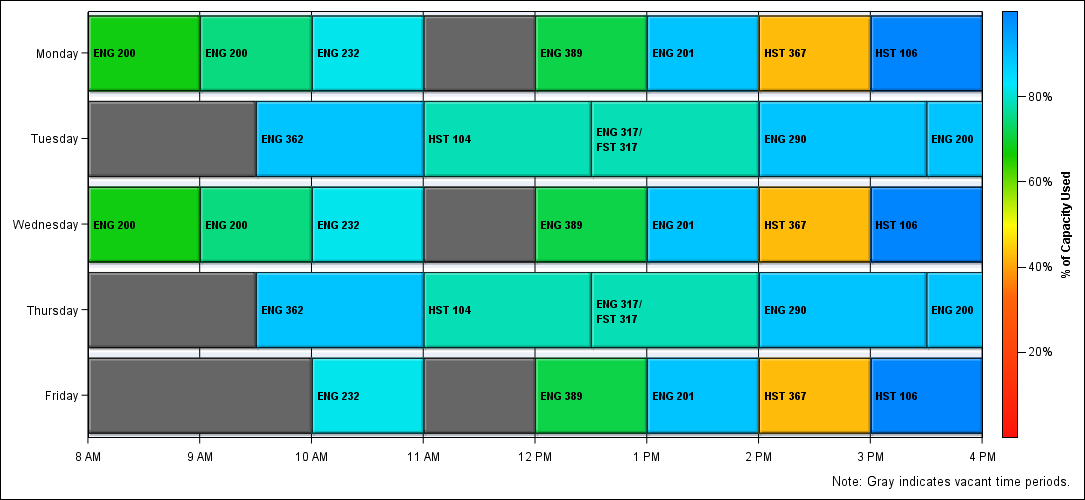 Monday
ENG 200
ENG 200
ENG 232
ENG 389
ENG 201
HST 367
HST 106
Tuesday
ENG 362
HST 104
ENG 317/
FST 317
ENG 290
ENG 200
Wednesday
ENG 200
ENG 200
ENG 232
ENG 389
ENG 201
HST 367
HST 106
Thursday
ENG 362
HST 104
ENG 317/
FST 317
ENG 290
ENG 200
Friday
ENG 232
ENG 389
ENG 201
HST 367
HST 106
8 AM
9 AM
10 AM
11 AM
12 PM
1 PM
2 PM
3 PM
4 PM
80%
60%
40%
20%
% of Capacity Used
Note: Gray indicates vacant time periods.